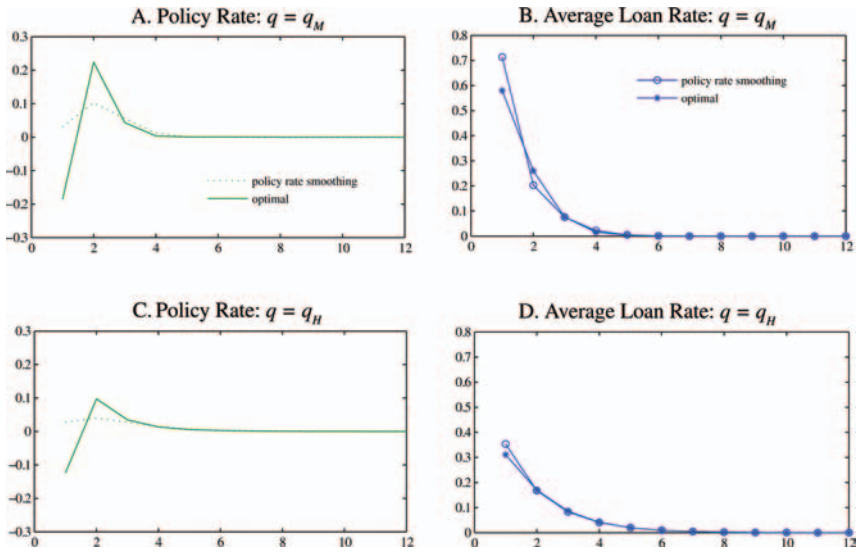 A. Policy Rate: q = q_M
0.3
0.2
0.1
0
−0.1
−0.2
−0.3
0 2 4 6 8 10 12
policy rate smoothing
optimal
B. Average Loan Rate: q = q_M
0.8
0.7
0.6
0.5
0.4
0.3
0.2
0.1
0
0 2 4 6 8 10 12
policy rate smoothing
optimal
C. Policy Rate: q = q_H
0.3
0.2
0.1
0
−0.1
−0.2
−0.3
0 2 4 6 8 10 12
D. Average Loan Rate: q = q_H
0.8
0.7
0.6
0.5
0.4
0.3
0.2
0.1
0
0 2 4 6 8 10 12